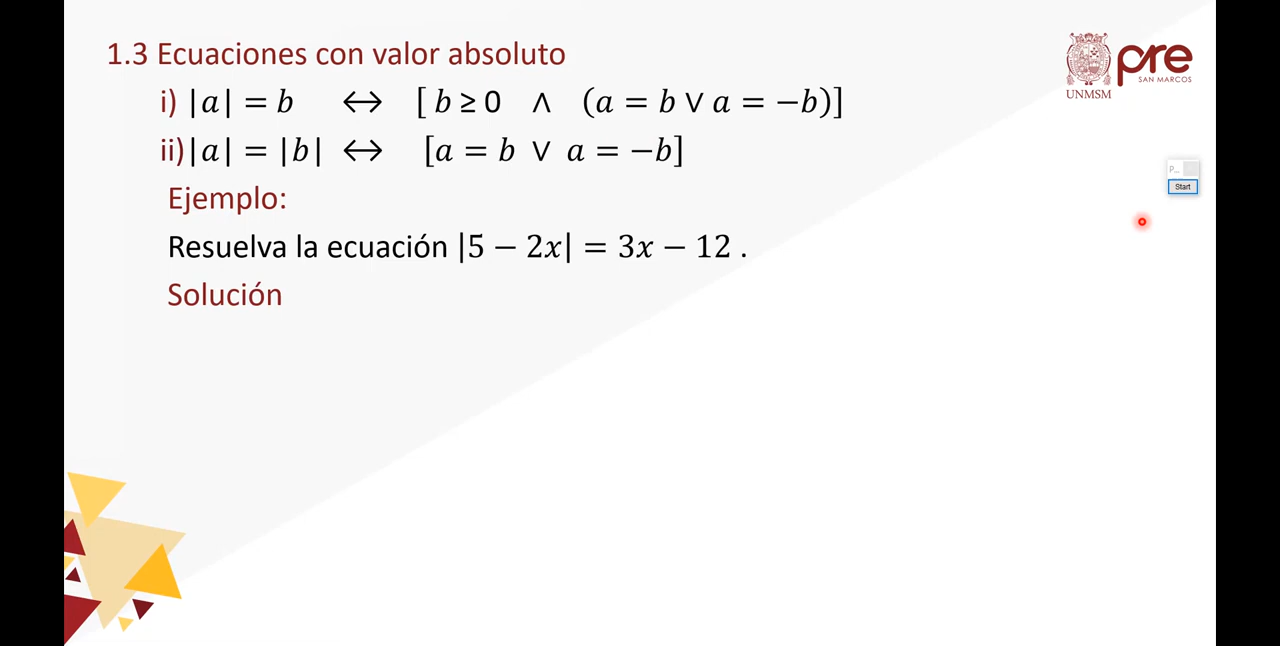 1.3 Ecuaciones con valor absoluto
pre
SAN MARCOS
UNMSM
i) |a| = b ↔ [ b ≥ 0 ∧ (a = b ∨ a = −b)]
ii)|a| = |b| ↔ [a = b ∨ a = −b]
P...
Start
Ejemplo:
Resuelva la ecuación |5 − 2x| = 3x − 12 .
Solución